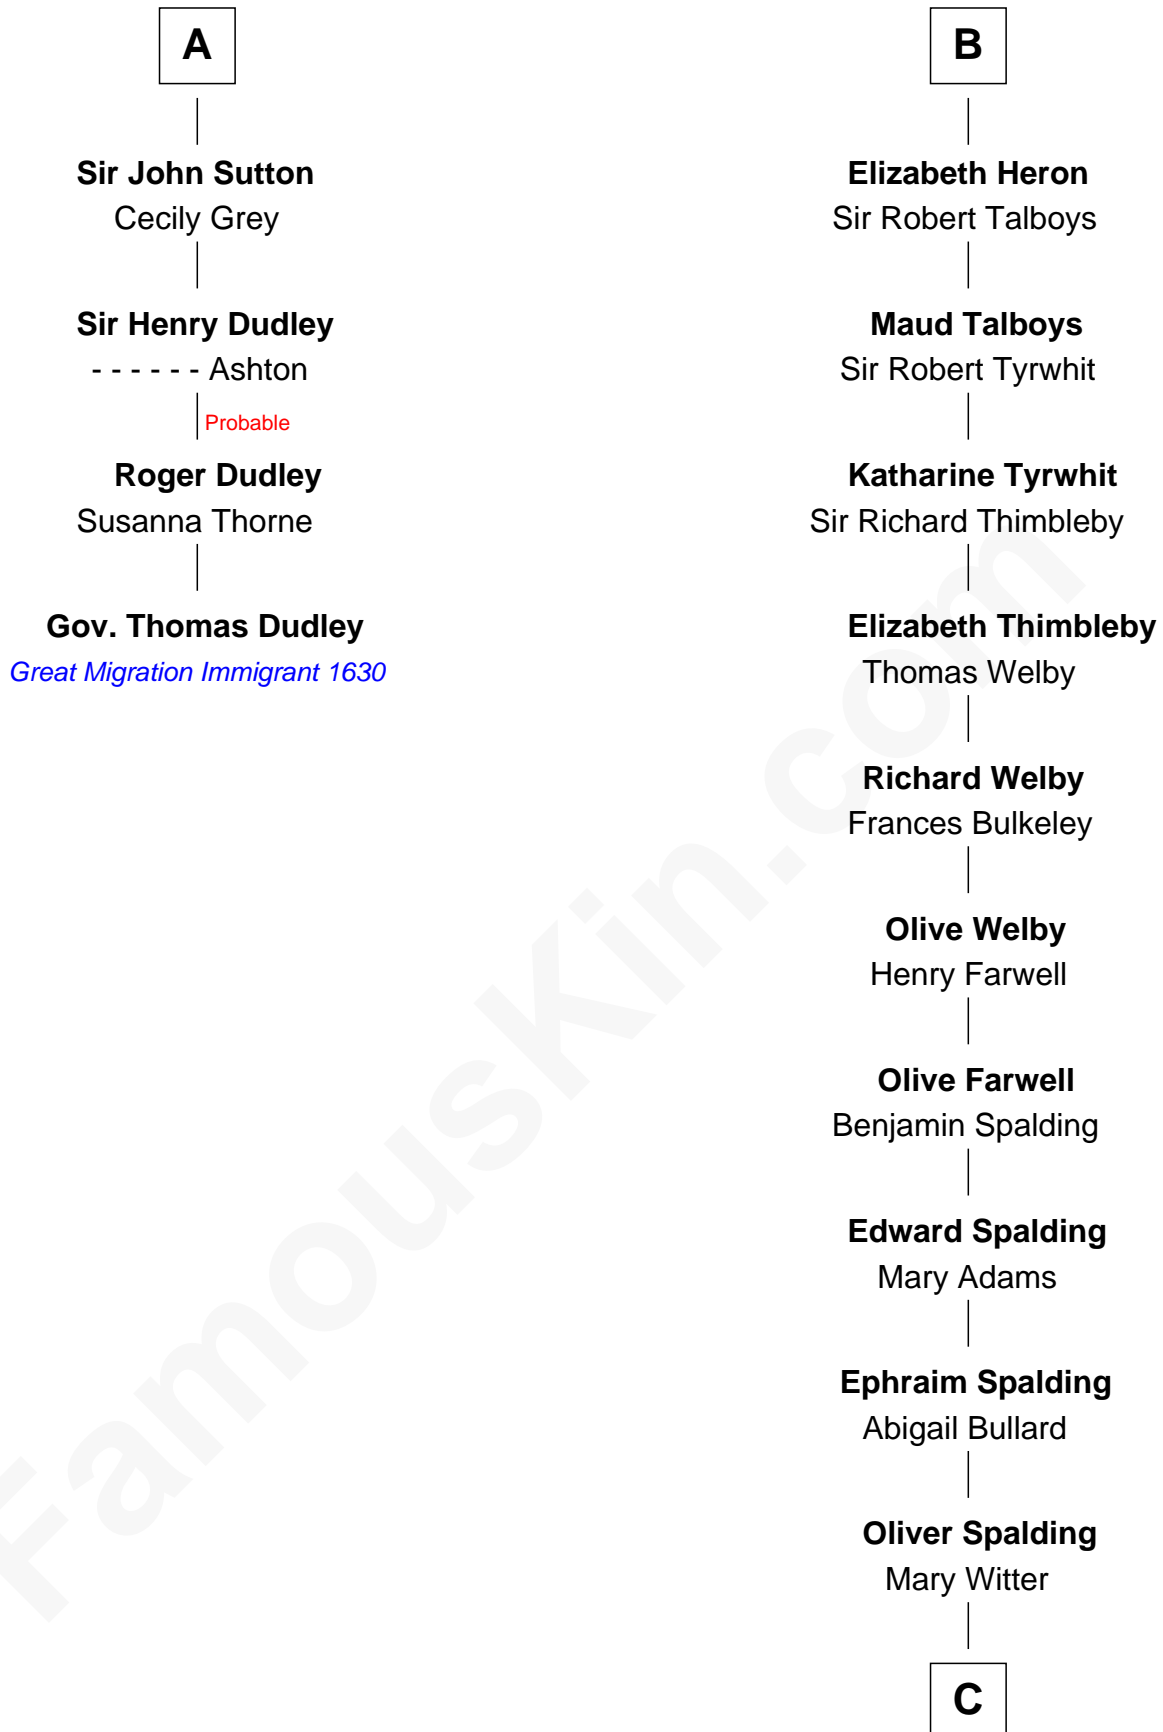 A
Sir John Sutton
Cecily Grey
Sir Henry Dudley
- - - - - - Ashton
Probable
Roger Dudley
Susanna Thorne
Gov. Thomas Dudley
Great Migration Immigrant 1630
B
Elizabeth Heron
Sir Robert Talboys
Maud Talboys
Sir Robert Tyrwhit
Katharine Tyrwhit
Sir Richard Thimbleby
Elizabeth Thimbleby
Thomas Welby
Richard Welby
Frances Bulkeley
Olive Welby
Henry Farwell
Olive Farwell
Benjamin Spalding
Edward Spalding
Mary Adams
Ephraim Spalding
Abigail Bullard
Oliver Spalding
Mary Witter
C
FamousKin.com